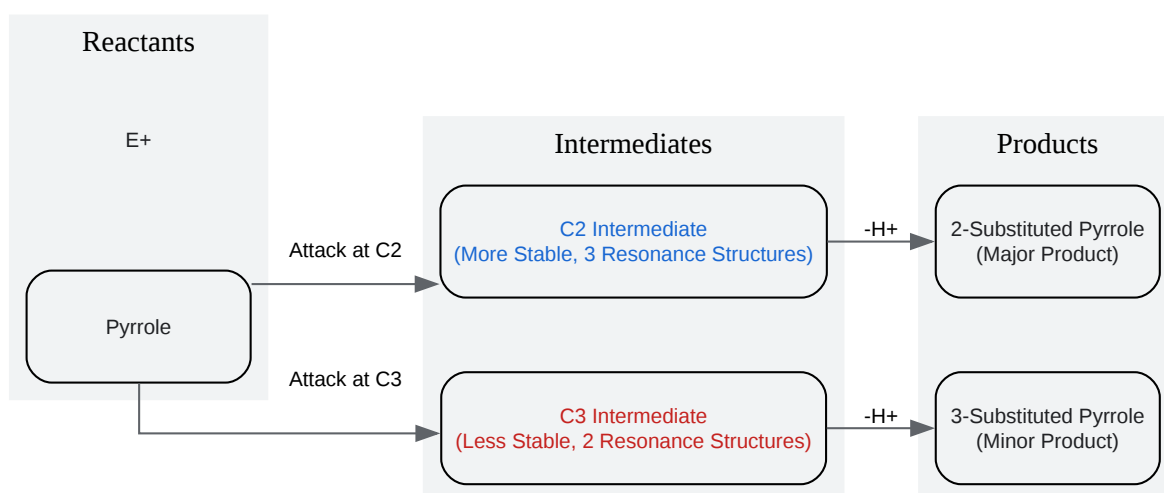 Reactants
E+
Pyrrole
Attack at C2
Attack at C3
Intermediates
C2 Intermediate
(More Stable, 3 Resonance Structures)
C3 Intermediate
(Less Stable, 2 Resonance Structures)
-H+
-H+
Products
2-Substituted Pyrrole
(Major Product)
3-Substituted Pyrrole
(Minor Product)